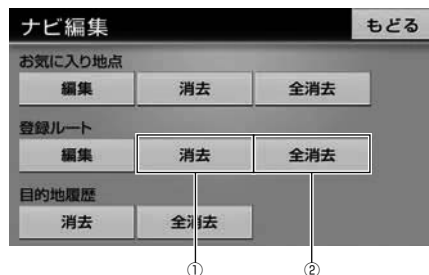 ナビ編集 もどる
お気に入り地点
編集 消去 全消去
登録ルート
編集 消去 全消去
目的地履歴
消去 全消去
① ②